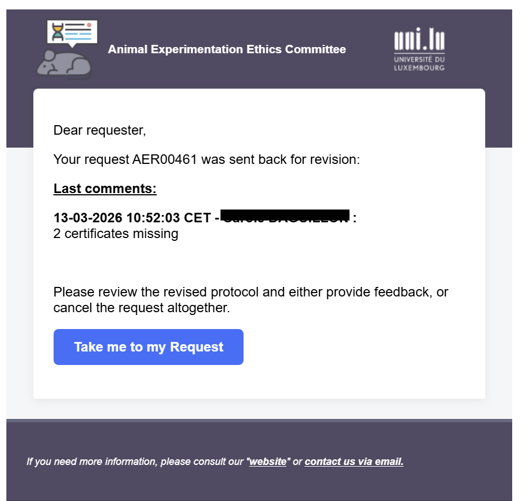 Animal Experimentation Ethics Committee
uni.lu
UNIVERSITÉ DU
LUXEMBOURG
Dear requester,
Your request AER00461 was sent back for revision:
Last comments:
13-03-2026 10:52:03 CET - :
2 certificates missing
Please review the revised protocol and either provide feedback, or
cancel the request altogether.
Take me to my Request
If you need more information, please consult our "website" or contact us via email.